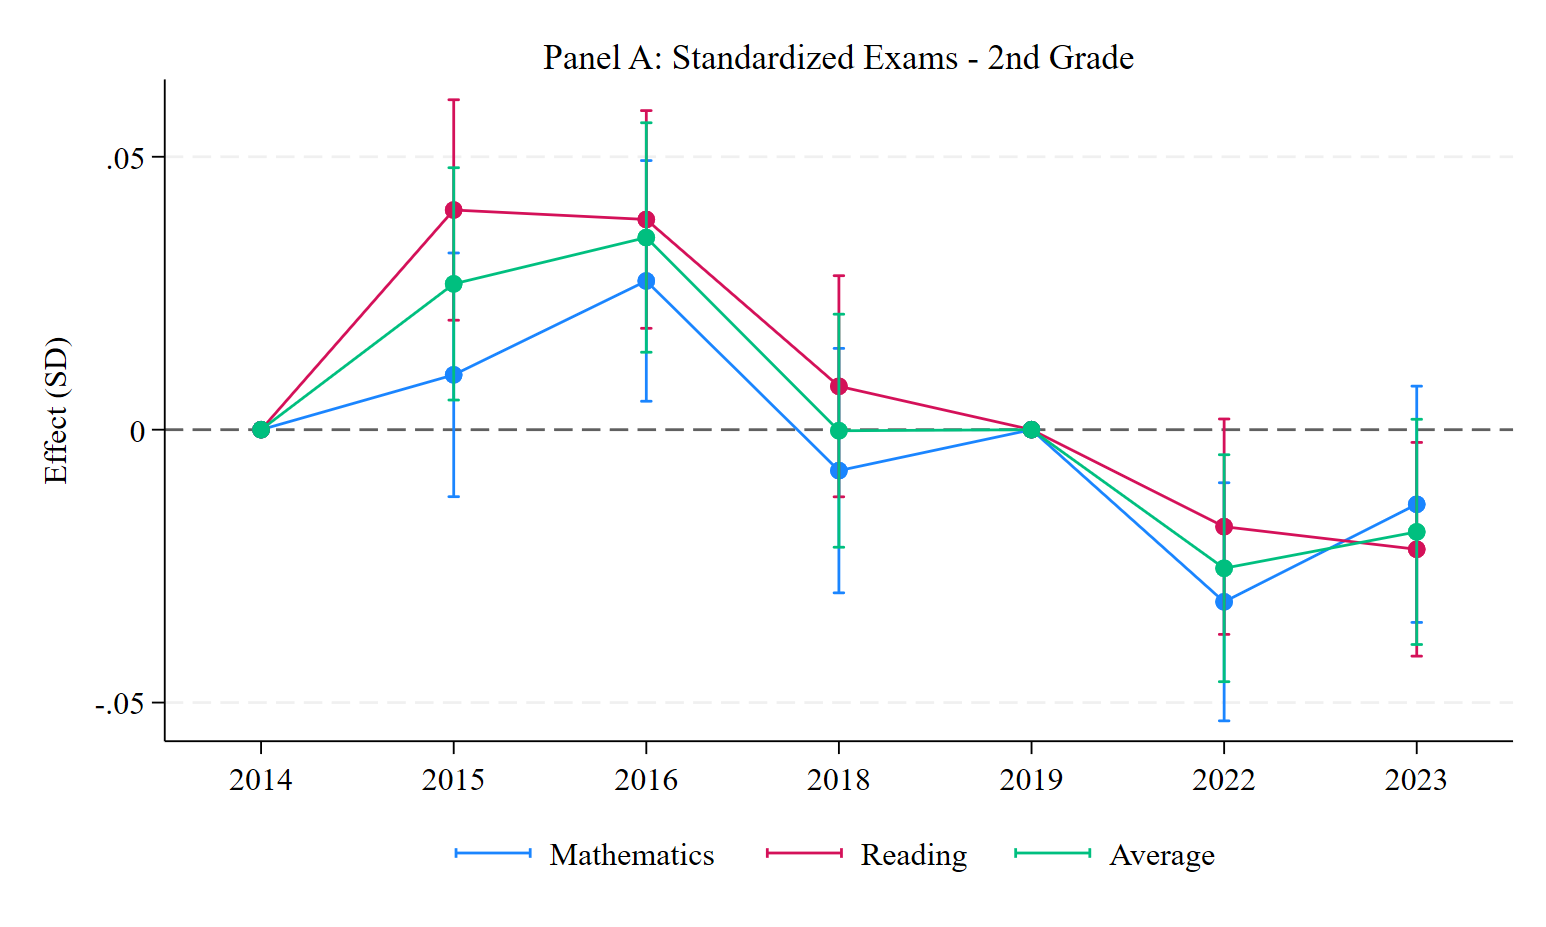 Panel A: Standardized Exams - 2nd Grade
Effect (SD)
.05
0
-.05
2014 2015 2016 2018 2019 2022 2023
Mathematics Reading Average